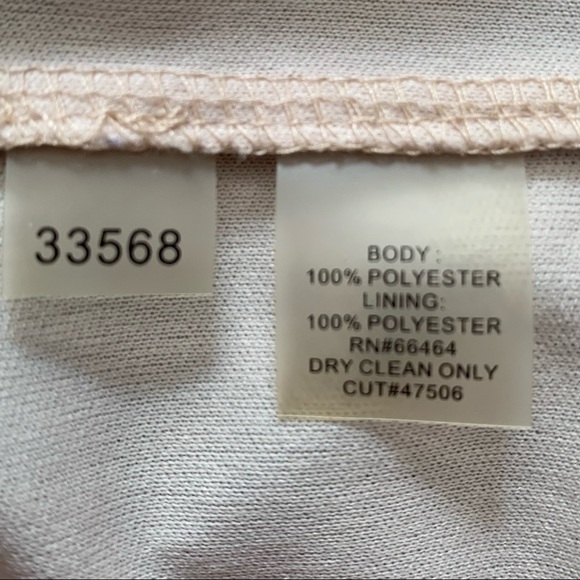 33568
BODY :
100% POLYESTER
LINING:
100% POLYESTER
RN#66464
DRY CLEAN ONLY
CUT#47506